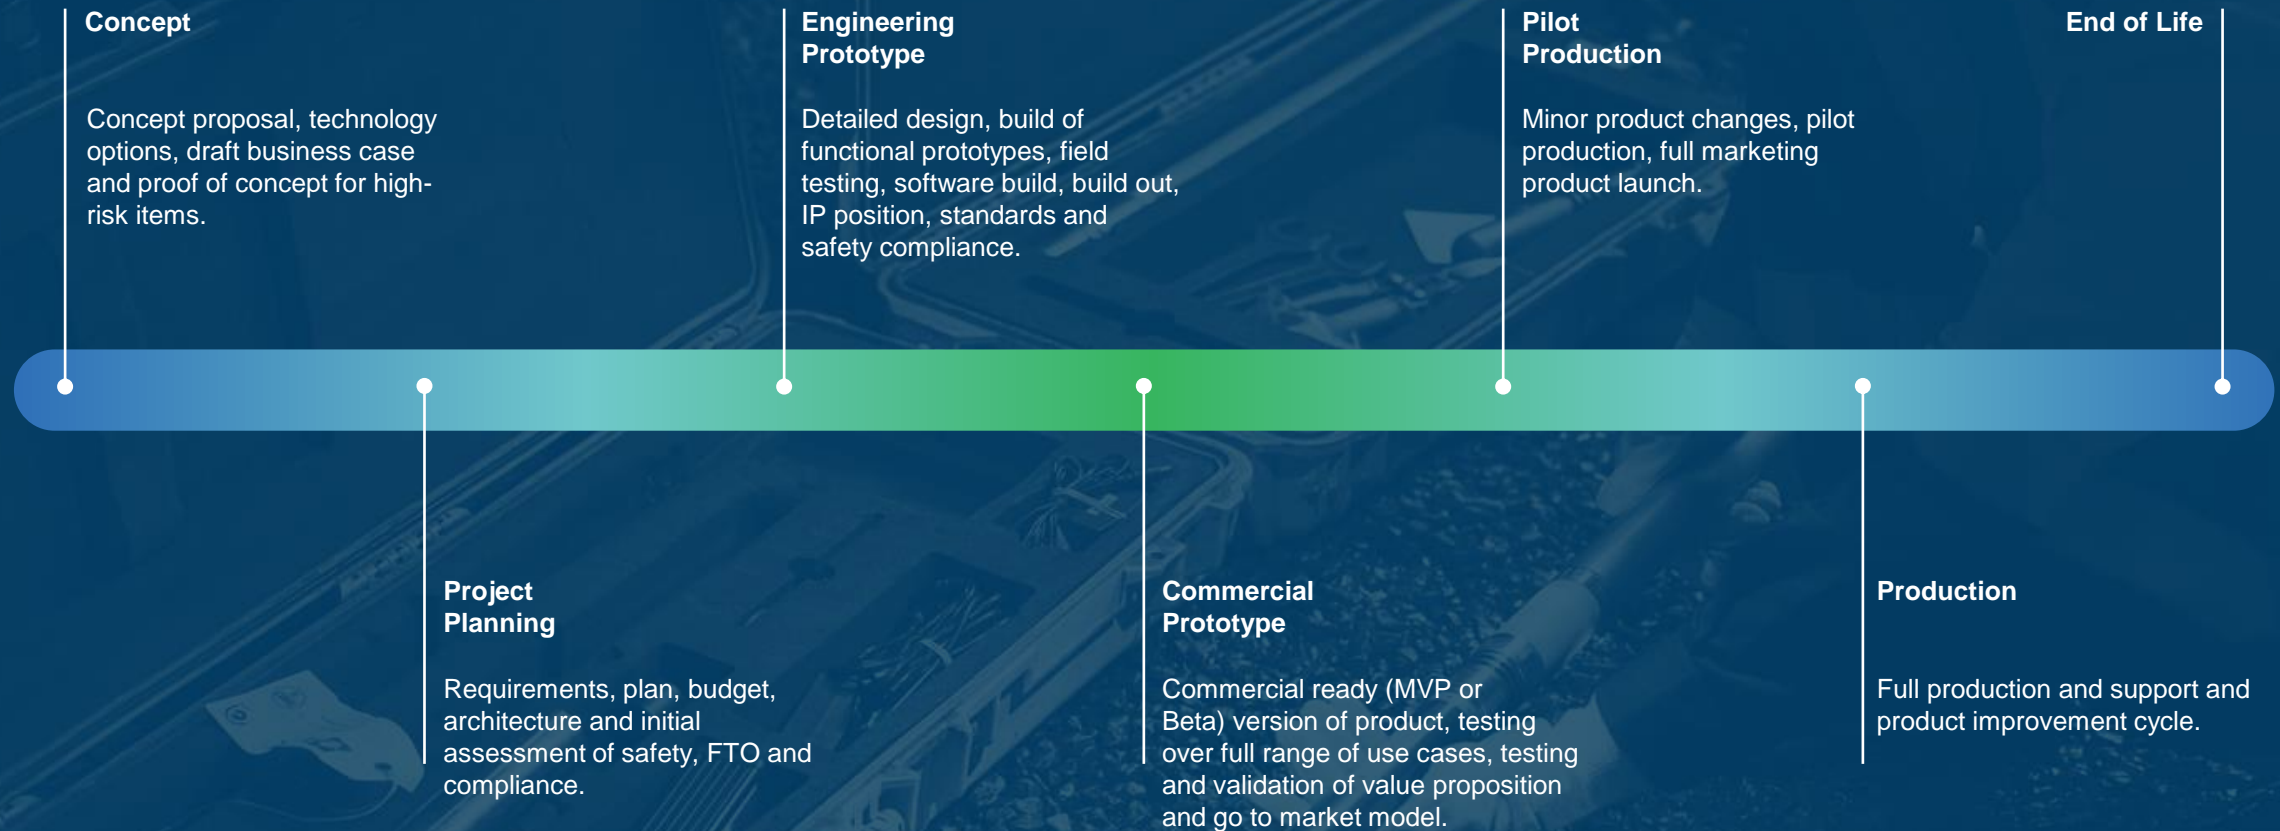 Concept
Concept proposal, technology
options, draft business case
and proof of concept for high-
risk items.
Project
Planning
Requirements, plan, budget,
architecture and initial
assessment of safety, FTO and
compliance.
Engineering
Prototype
Detailed design, build of
functional prototypes, field
testing, software build, build out,
IP position, standards and
safety compliance.
Commercial
Prototype
Commercial ready (MVP or
Beta) version of product, testing
over full range of use cases, testing
and validation of value proposition
and go to market model.
Pilot
Production
Minor product changes, pilot
production, full marketing
product launch.
Production
Full production and support and
product improvement cycle.
End of Life